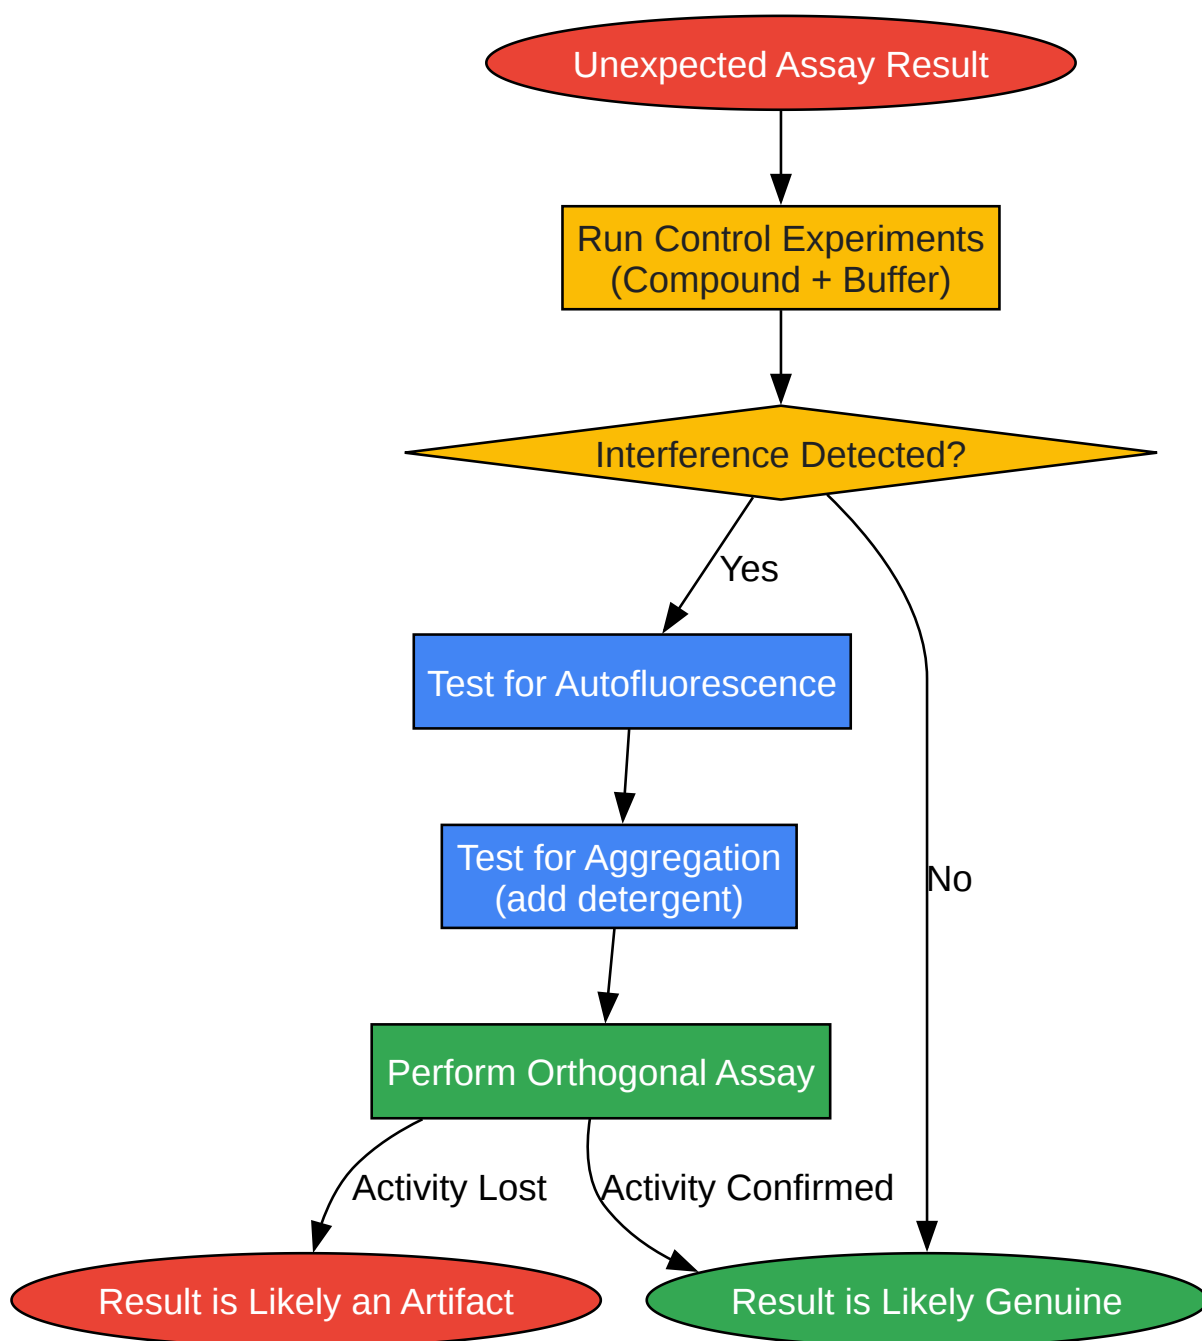 Unexpected Assay Result
Run Control Experiments
(Compound + Buffer)
Interference Detected?
Yes
Test for Autofluorescence
Test for Aggregation
(add detergent)
No
Perform Orthogonal Assay
Activity Lost
Activity Confirmed
Result is Likely an Artifact
Result is Likely Genuine